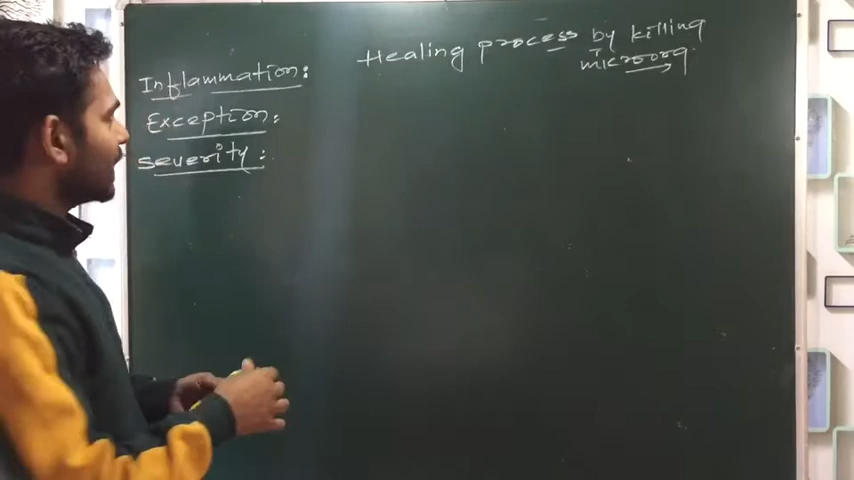 Inflammation:
Exception:
severity:
Healing process by killing
microorg